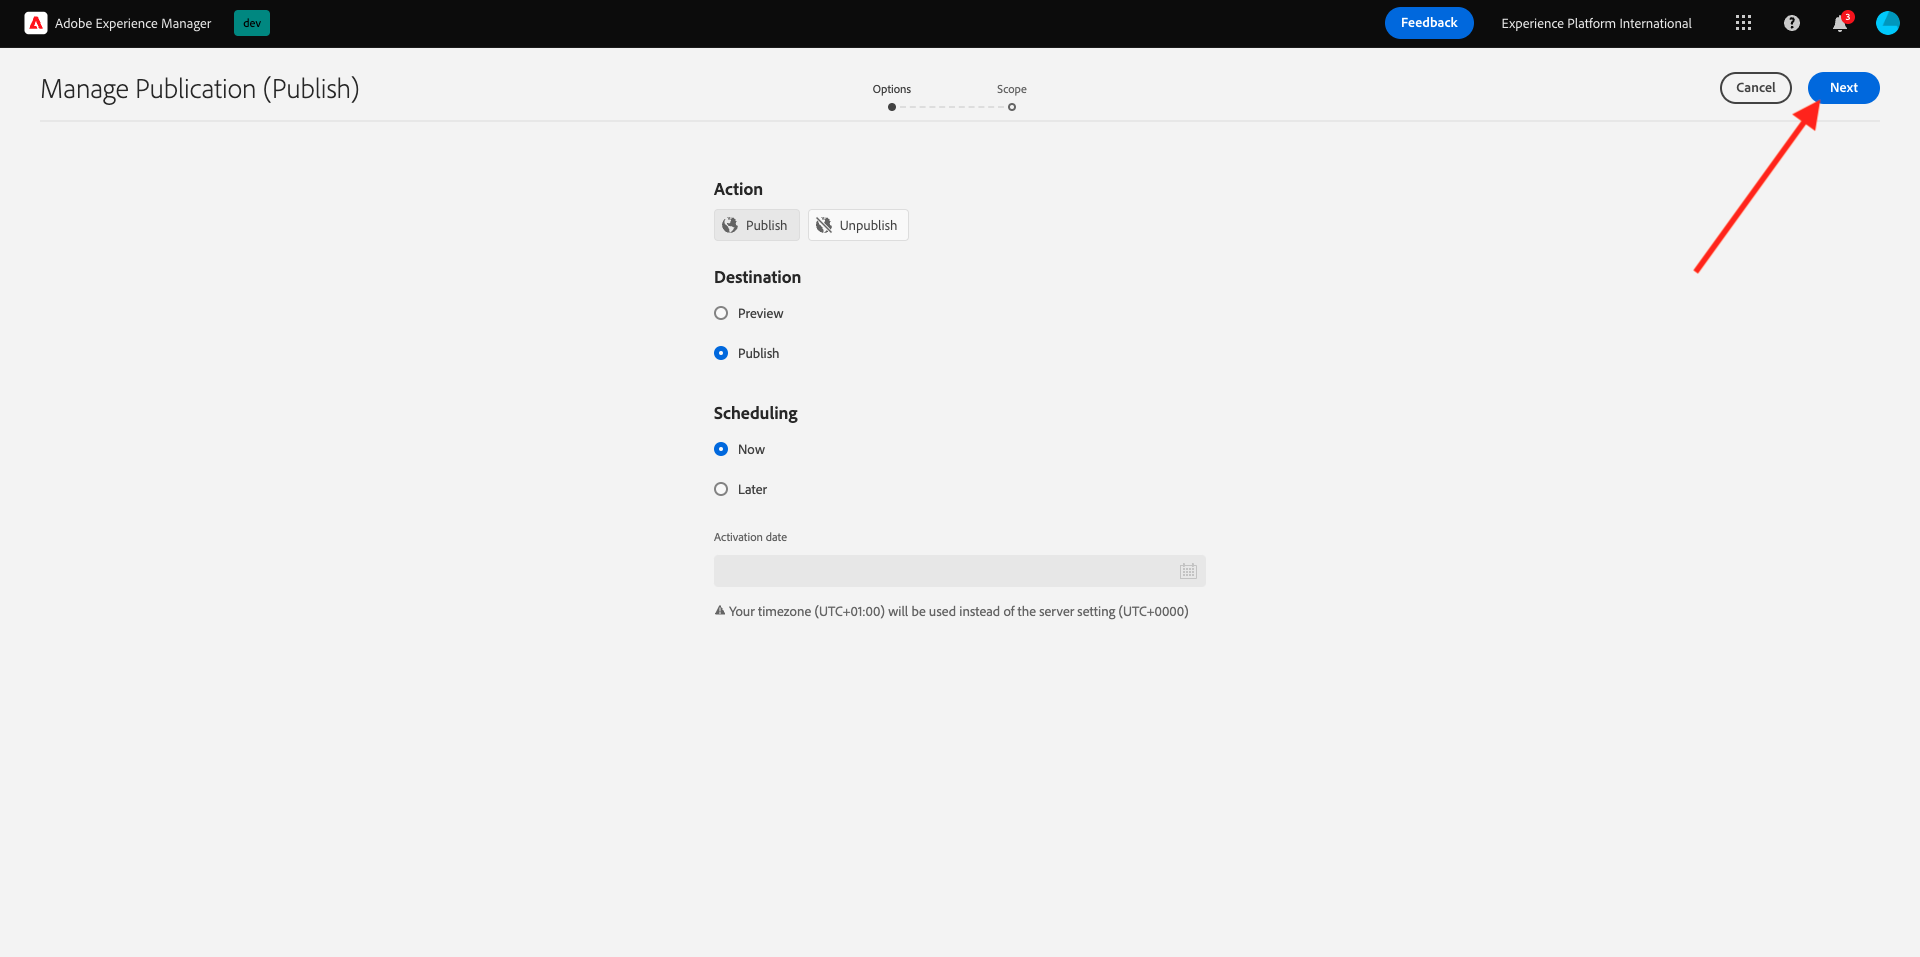 Adobe Experience Manager
dev
Feedback
Experience Platform International
3
Manage Publication (Publish)
Options
Scope
Cancel
Next
Action
Publish
Unpublish
Destination
Preview
Publish
Scheduling
Now
Later
Activation date
Your timezone (UTC+01:00) will be used instead of the server setting (UTC+0000)